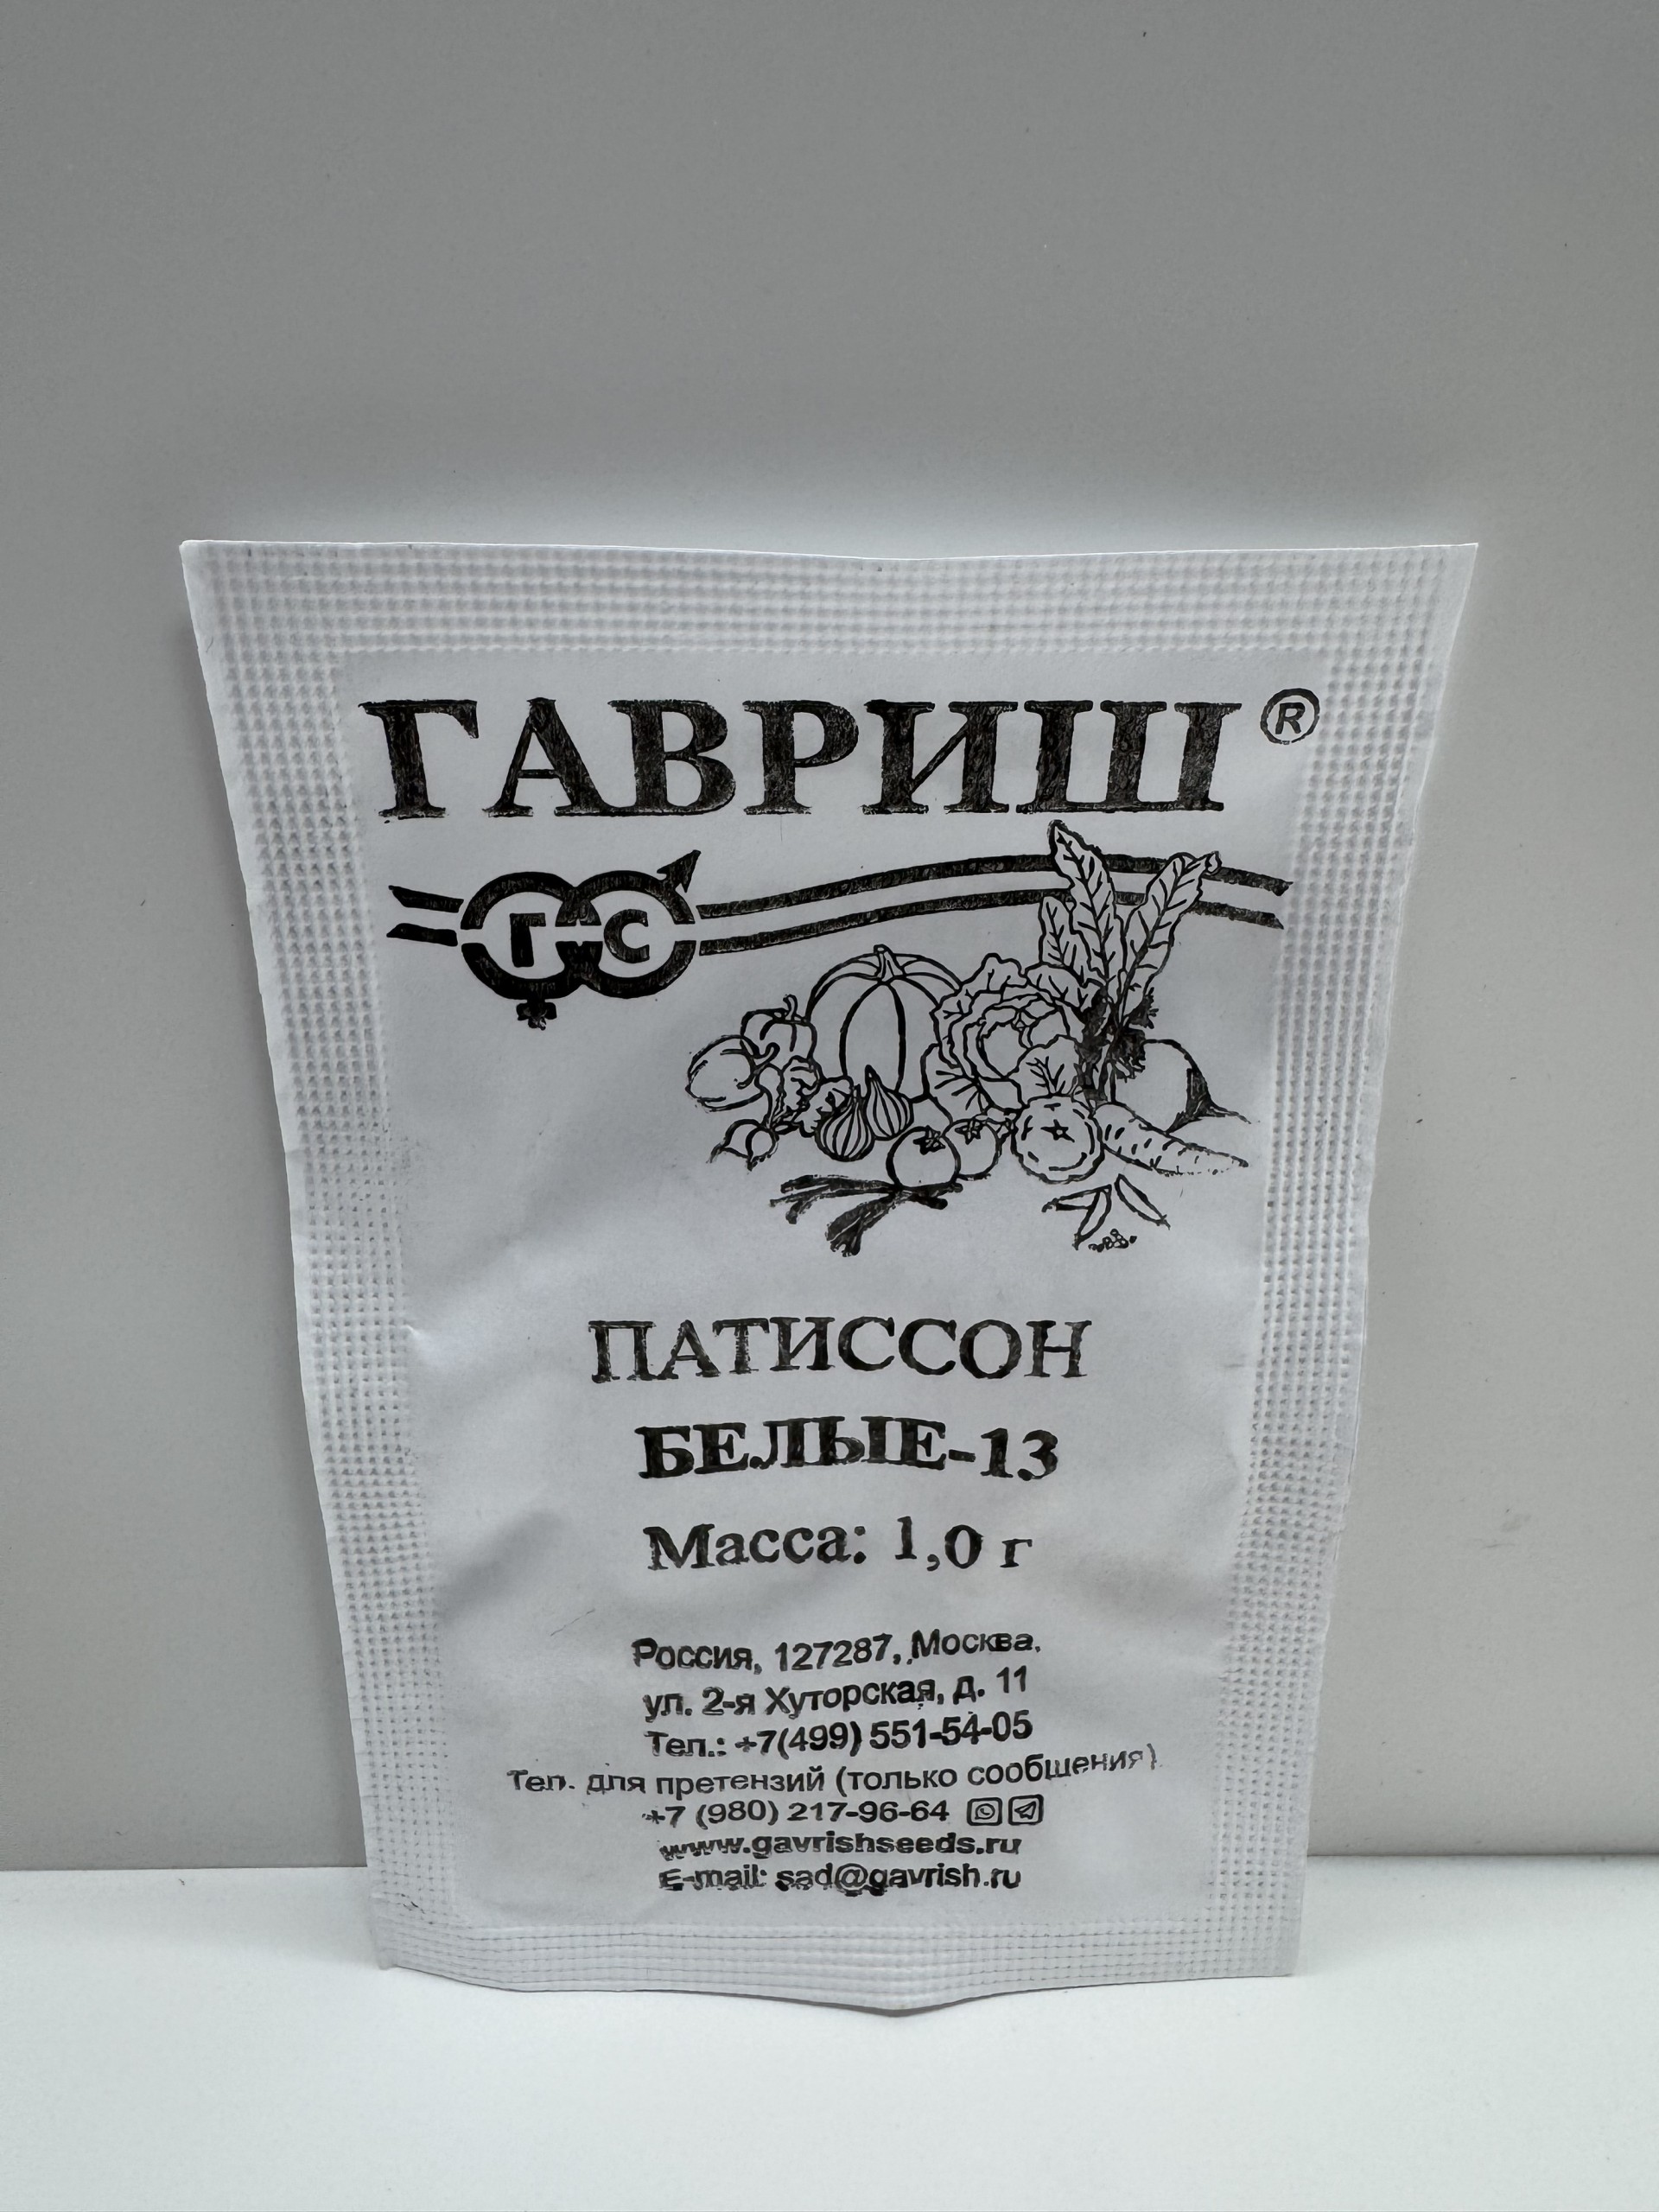 ГАВРИШ®
Г С
ПАТИССОН
БЕЛЫЕ-13
Масса: 1,0 г
Россия, 127287, Москва,
ул. 2-я Хуторская, д. 11
Тел.: +7(499) 551-54-05
Тел. для претензий (только сообщения)
+7 (980) 217-96-64
www.gavrishseeds.ru
E-mail: sad@gavrish.ru